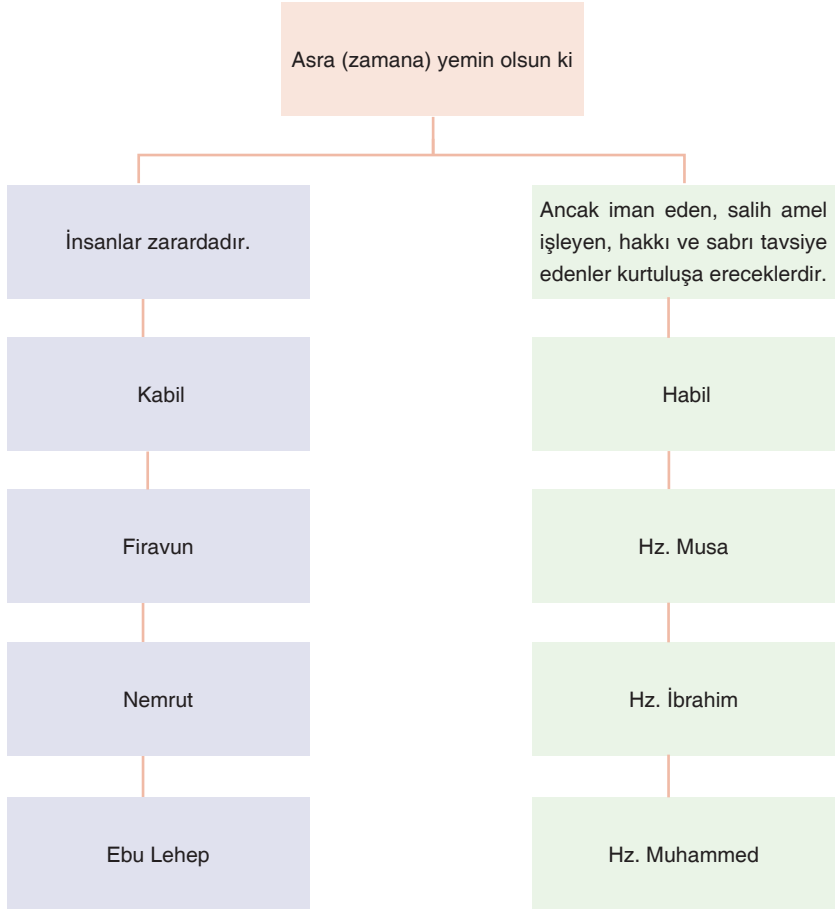 Asra (zamana) yemin olsun ki
İnsanlar zarardadır.
Ancak iman eden, salih amel
işleyen, hakkı ve sabrı tavsiye
edenler kurtuluşa ereceklerdir.
Kabil
Habil
Firavun
Hz. Musa
Nemrut
Hz. İbrahim
Ebu Lehep
Hz. Muhammed